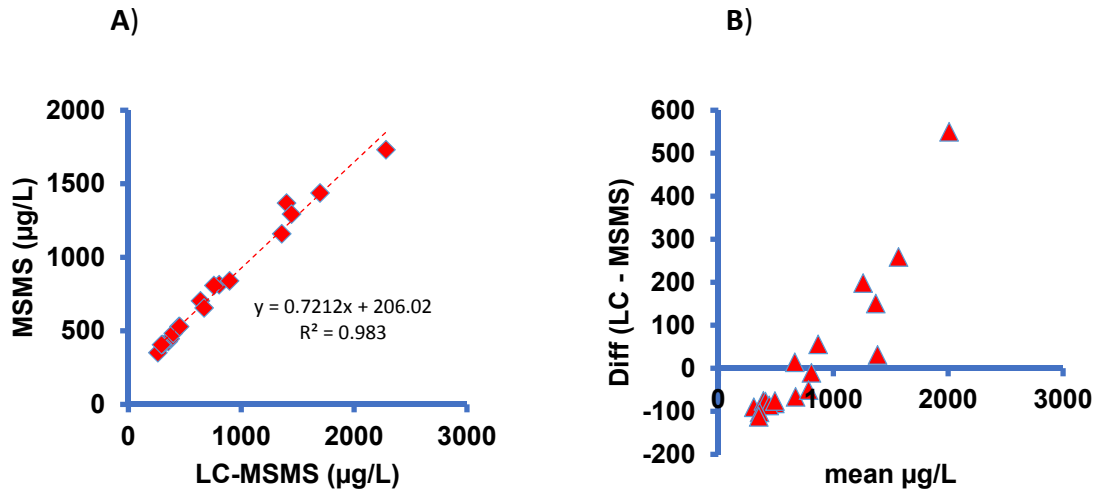 A)
2000
1500
1000
500
0
0 1000 2000 3000
MSMS (µg/L)
LC-MSMS (µg/L)
y = 0.7212x + 206.02
R² = 0.983
B)
600
500
400
300
200
100
0
-100
-200
0 1000 2000 3000
Diff (LC - MSMS)
mean µg/L